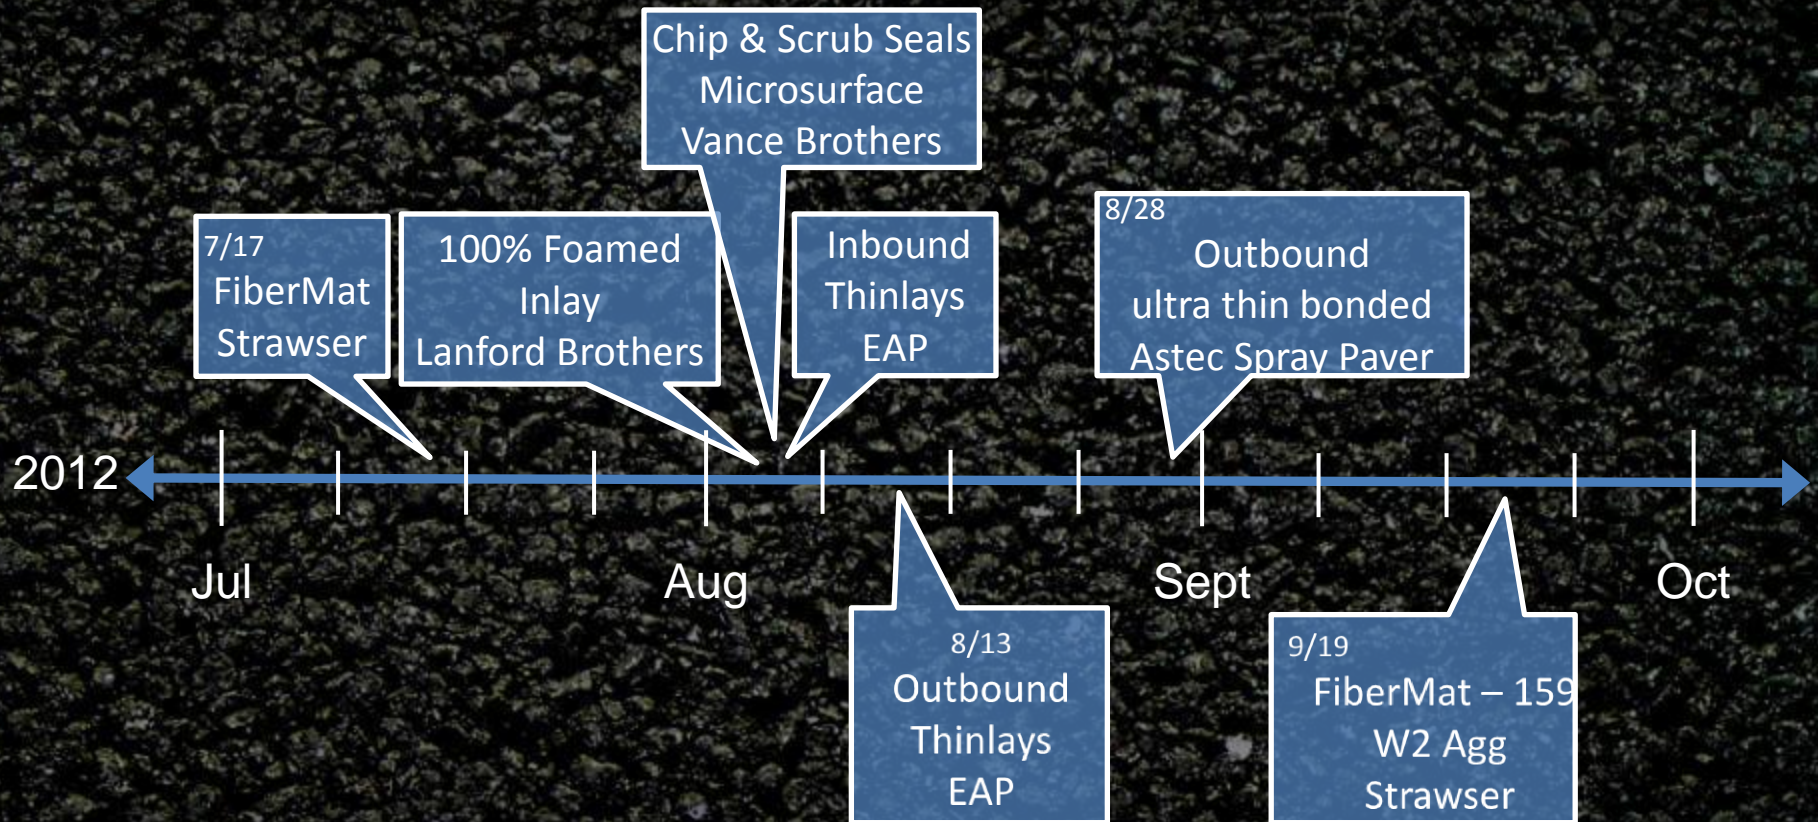 Chip & Scrub Seals
Microsurface
Vance Brothers
7/17
FiberMat
Strawser
100% Foamed
Inlay
Lanford Brothers
Inbound
Thinlays
EAP
8/28
Outbound
ultra thin bonded
Astec Spray Paver
2012
Jul
Aug
Sept
Oct
8/13
Outbound
Thinlays
EAP
9/19
FiberMat – 159
W2 Agg
Strawser